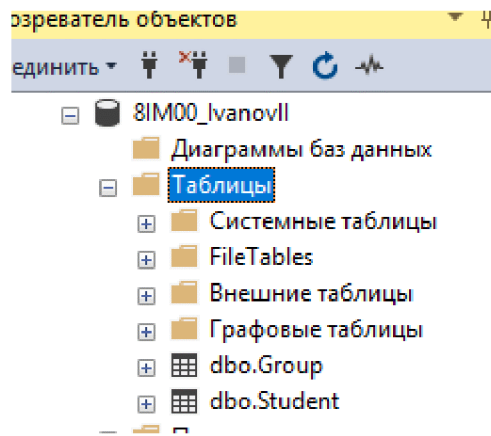 озреватель объектов
единить
8IM00_IvanovII
Диаграммы баз данных
Таблицы
Системные таблицы
FileTables
Внешние таблицы
Графовые таблицы
dbo.Group
dbo.Student